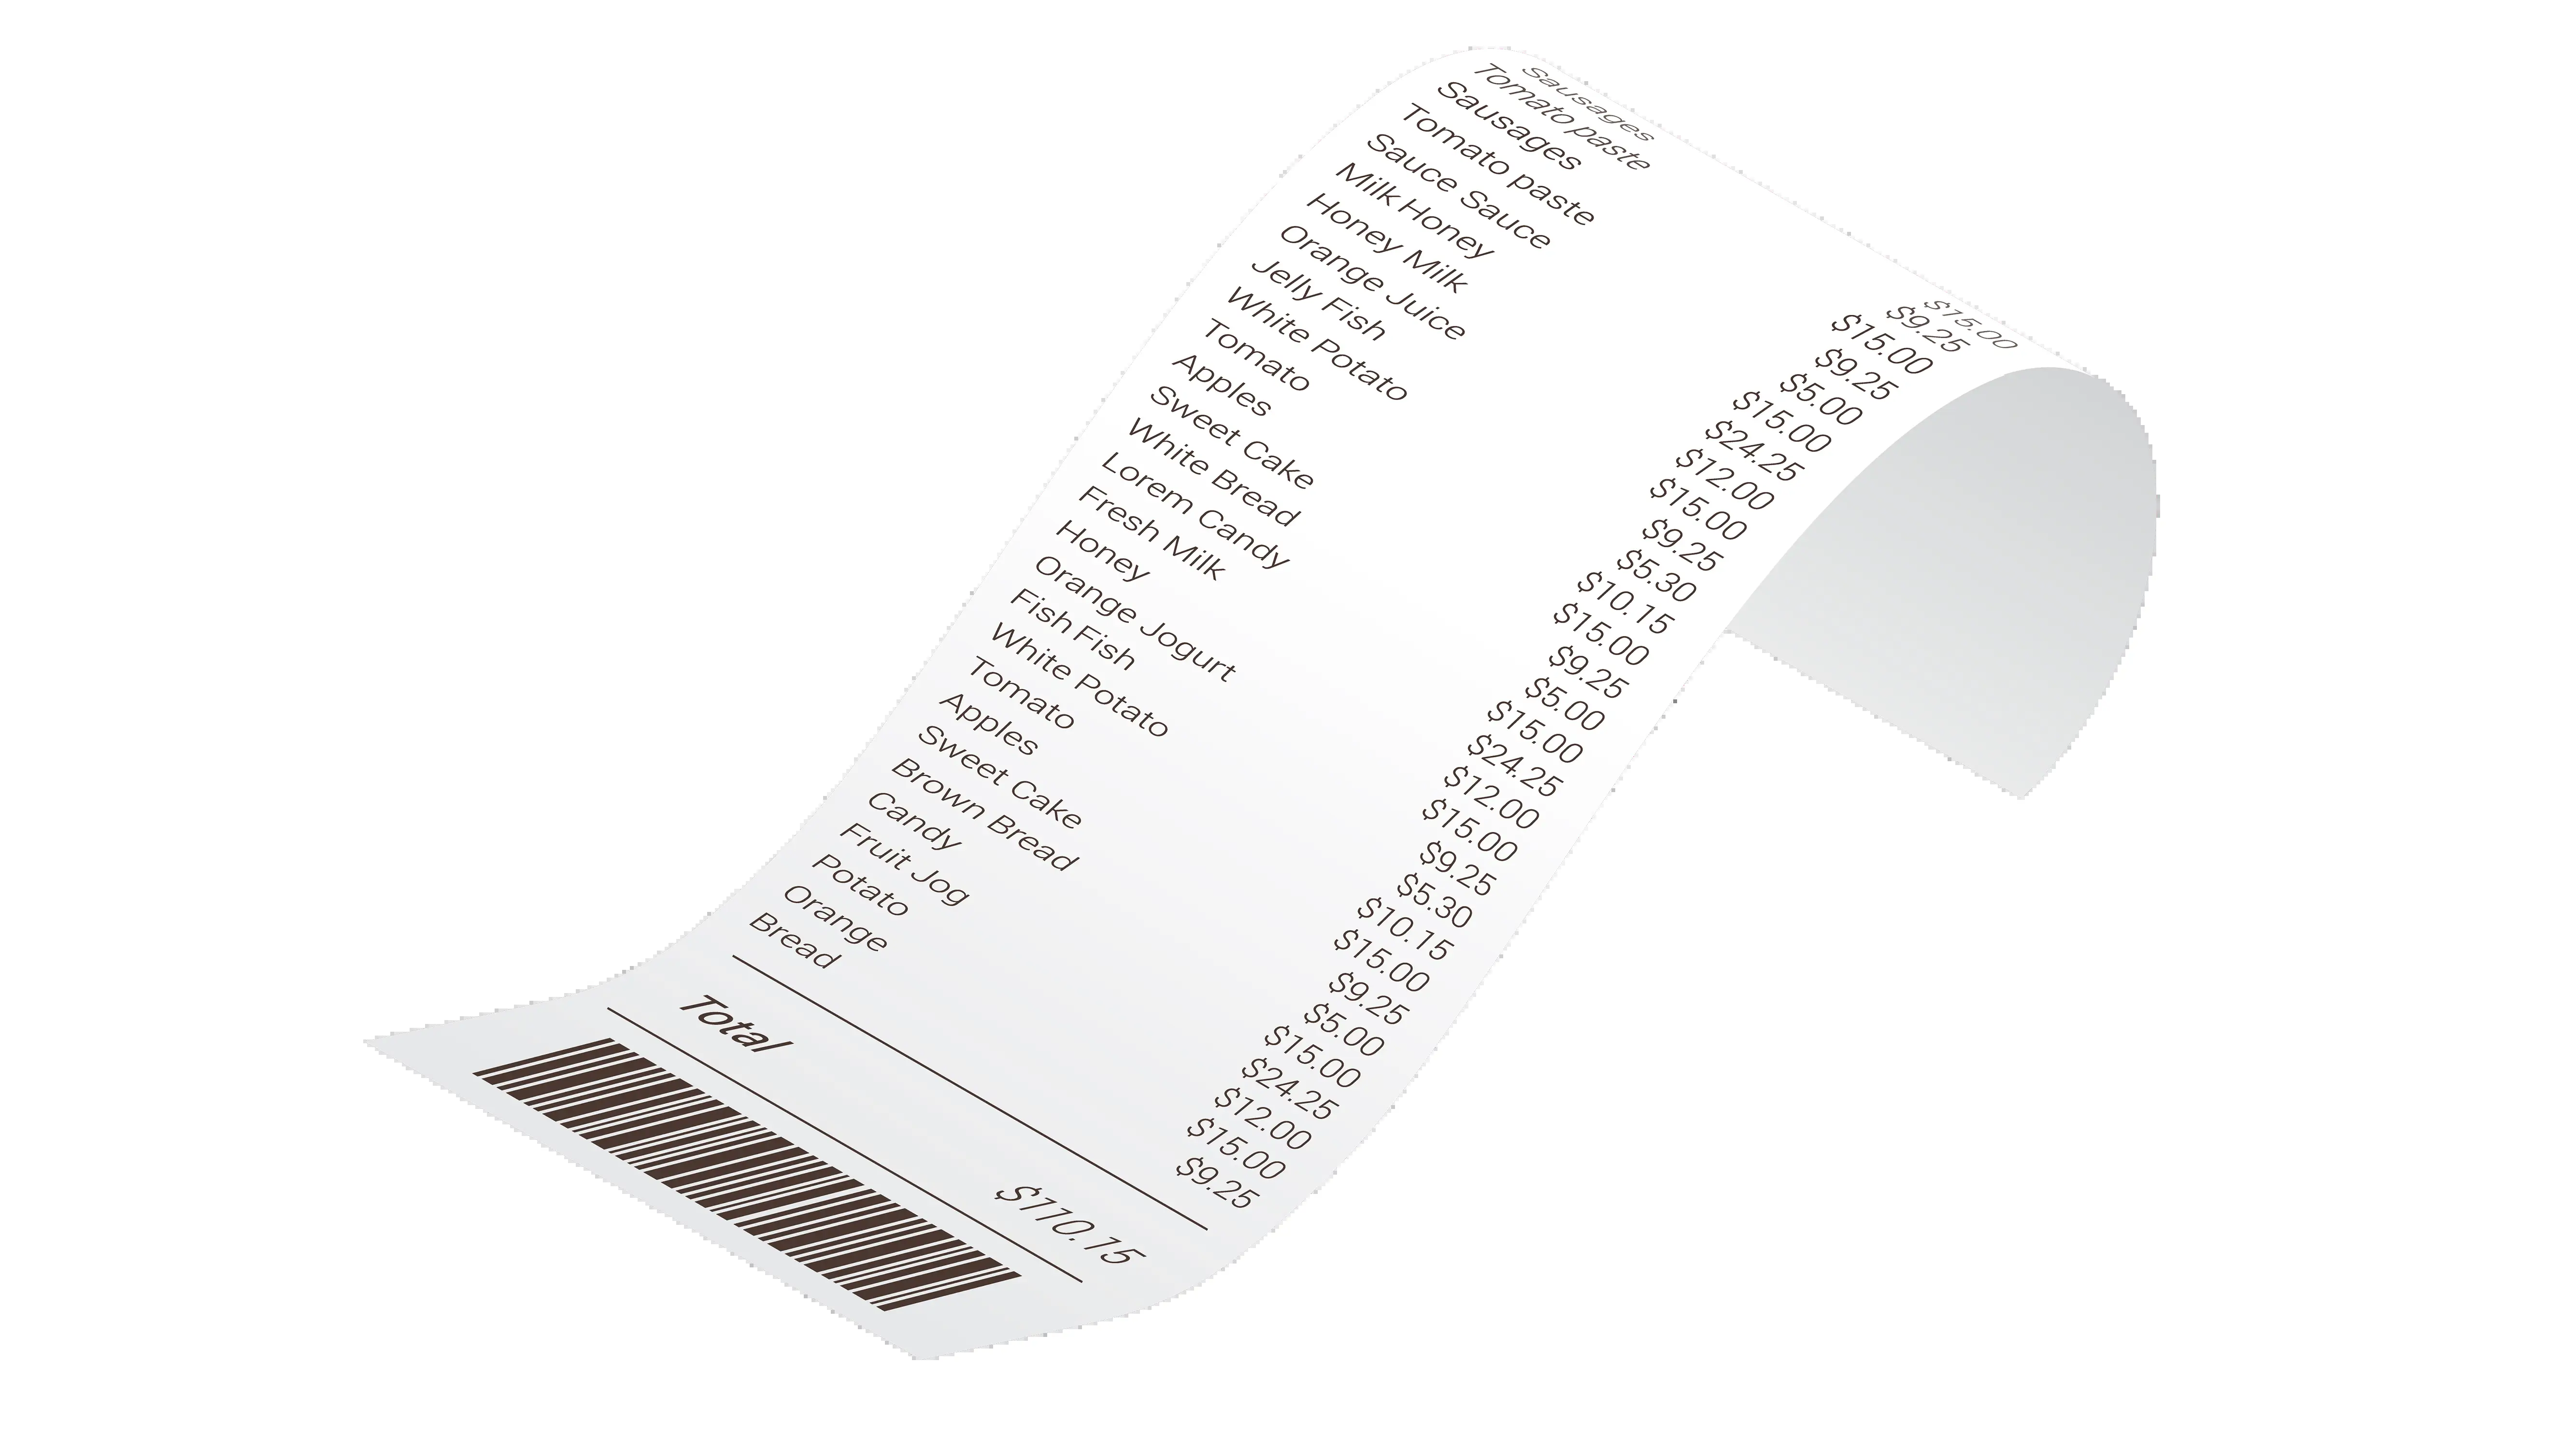 Sausages
Tomato paste
Sausages
Tomato paste
Sauce Sauce
Milk Honey
Honey Milk
Orange Juice
Jelly Fish
White Potato
Tomato
Apples
Sweet Cake
White Bread
Lorem Candy
Fresh Milk
Honey
Orange Jogurt
Fish Fish
White Potato
Tomato
Apples
Sweet Cake
Brown Bread
Candy
Fruit Jog
Potato
Orange
Bread
$15.00
$9.25
$15.00
$9.25
$5.00
$15.00
$24.25
$12.00
$15.00
$9.25
$5.30
$10.15
$15.00
$9.25
$5.00
$15.00
$24.25
$12.00
$15.00
$9.25
$5.30
$10.15
$15.00
$9.25
$5.00
$15.00
$24.25
$12.00
$15.00
$9.25
Total $110.15